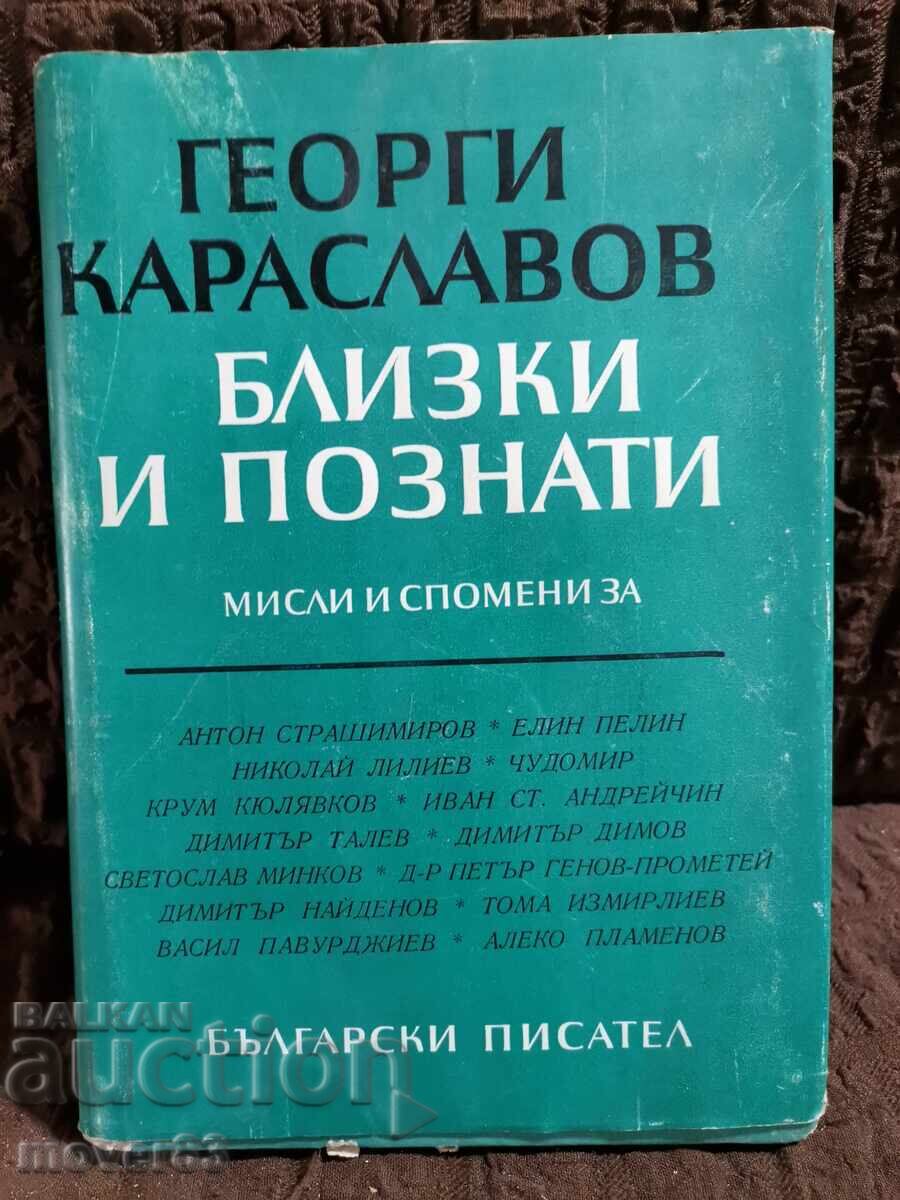 ГЕОРГИ
КАРАСЛАВОВ
БЛИЗКИ
И ПОЗНАТИ
МИСЛИ И СПОМЕНИ ЗА
АНТОН СТРАШИМИРОВ * ЕЛИН ПЕЛИН
НИКОЛАЙ ЛИЛИЕВ * ЧУДОМИР
КРУМ КЮЛЯВКОВ * ИВАН СТ. АНДРЕЙЧИН
ДИМИТЪР ТАЛЕВ * ДИМИТЪР ДИМОВ
СВЕТОСЛАВ МИНКОВ * Д-Р ПЕТЪР ГЕНОВ-ПРОМЕТЕЙ
ДИМИТЪР НАЙДЕНОВ * ТОМА ИЗМИРЛИЕВ
ВАСИЛ ПАВУРДЖИЕВ * АЛЕКО ПЛАМЕНОВ
БЪЛГАРСКИ ПИСАТЕЛ
BALKAN
auction
mover83